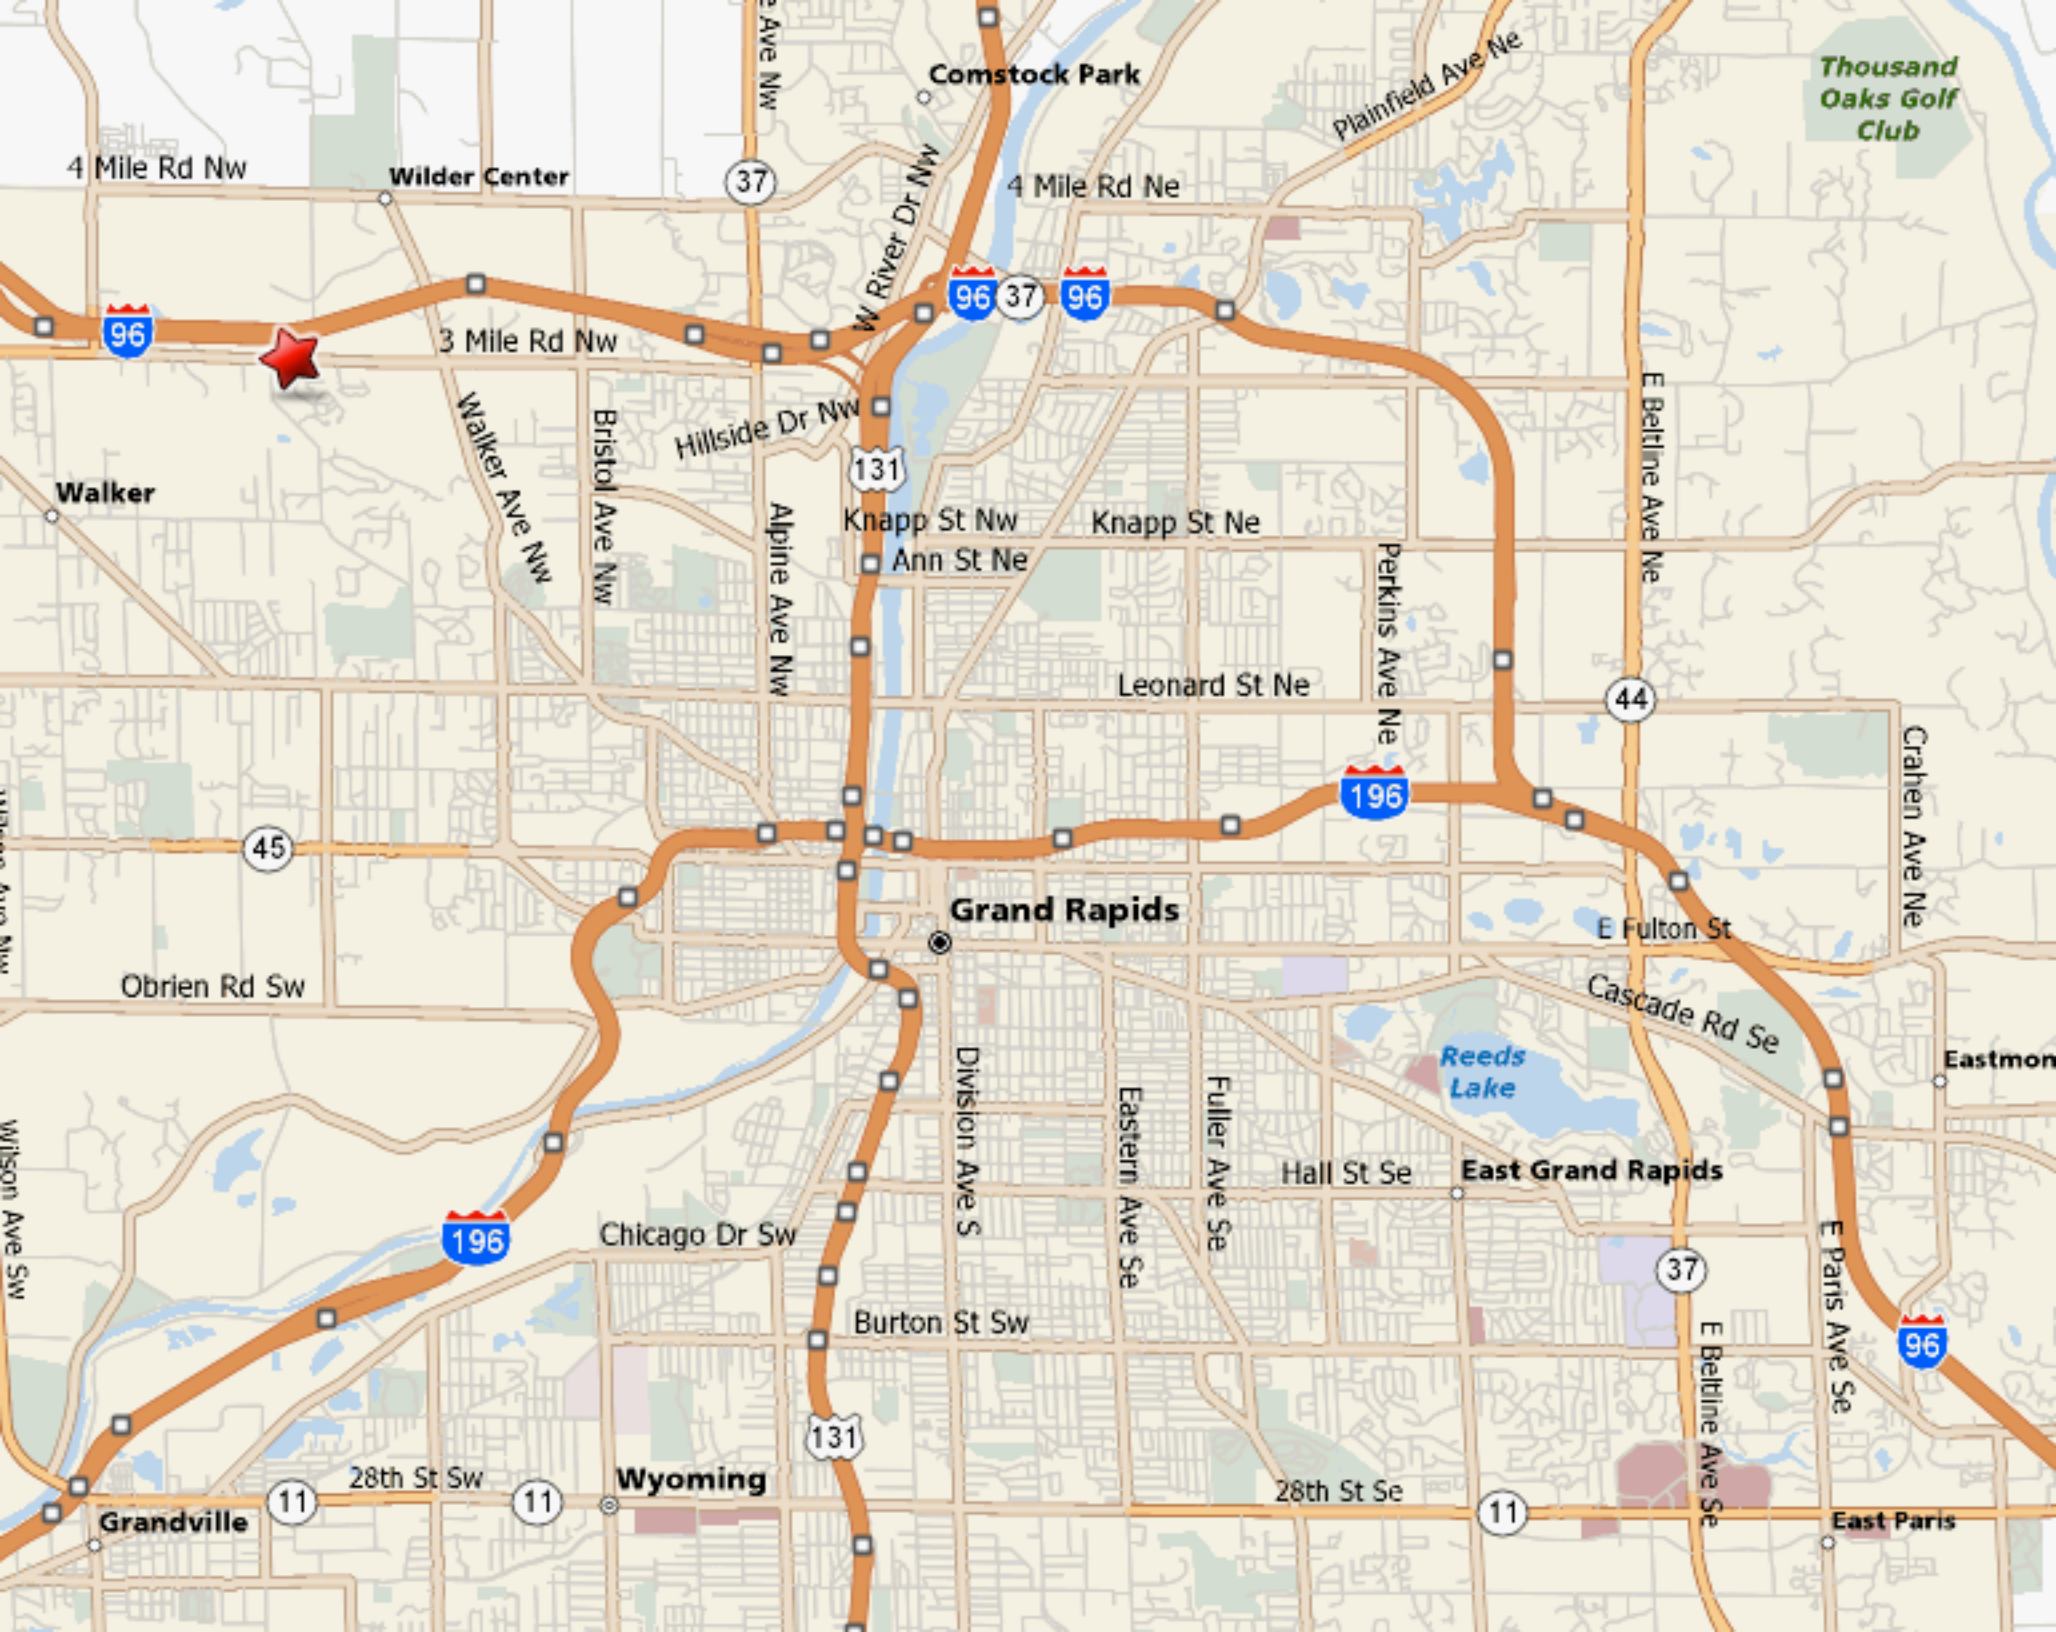 e Ave Nw
Comstock Park
Plainfield Ave Ne
Thousand
Oaks Golf
Club
4 Mile Rd Nw
Wilder Center
37
W River Dr Nw
4 Mile Rd Ne
96
37
96
96
3 Mile Rd Nw
Hillside Dr Nw
Walker Ave Nw
Bristol Ave Nw
E Beltline Ave Ne
131
Walker
Alpine Ave Nw
Knapp St Nw
Knapp St Ne
Ann St Ne
Perkins Ave Ne
Leonard St Ne
44
Crahen Ave Ne
196
45
Grand Rapids
E Fulton St
Obrien Rd Sw
Cascade Rd Se
Reeds
Lake
Eastmon
Division Ave S
Eastern Ave Se
Fuller Ave Se
Wilson Ave Sw
Hall St Se
East Grand Rapids
196
Chicago Dr Sw
37
E Paris Ave Se
Burton St Sw
E Beltline Ave Se
96
131
28th St Sw
Wyoming
11
11
28th St Se
11
Grandville
East Paris